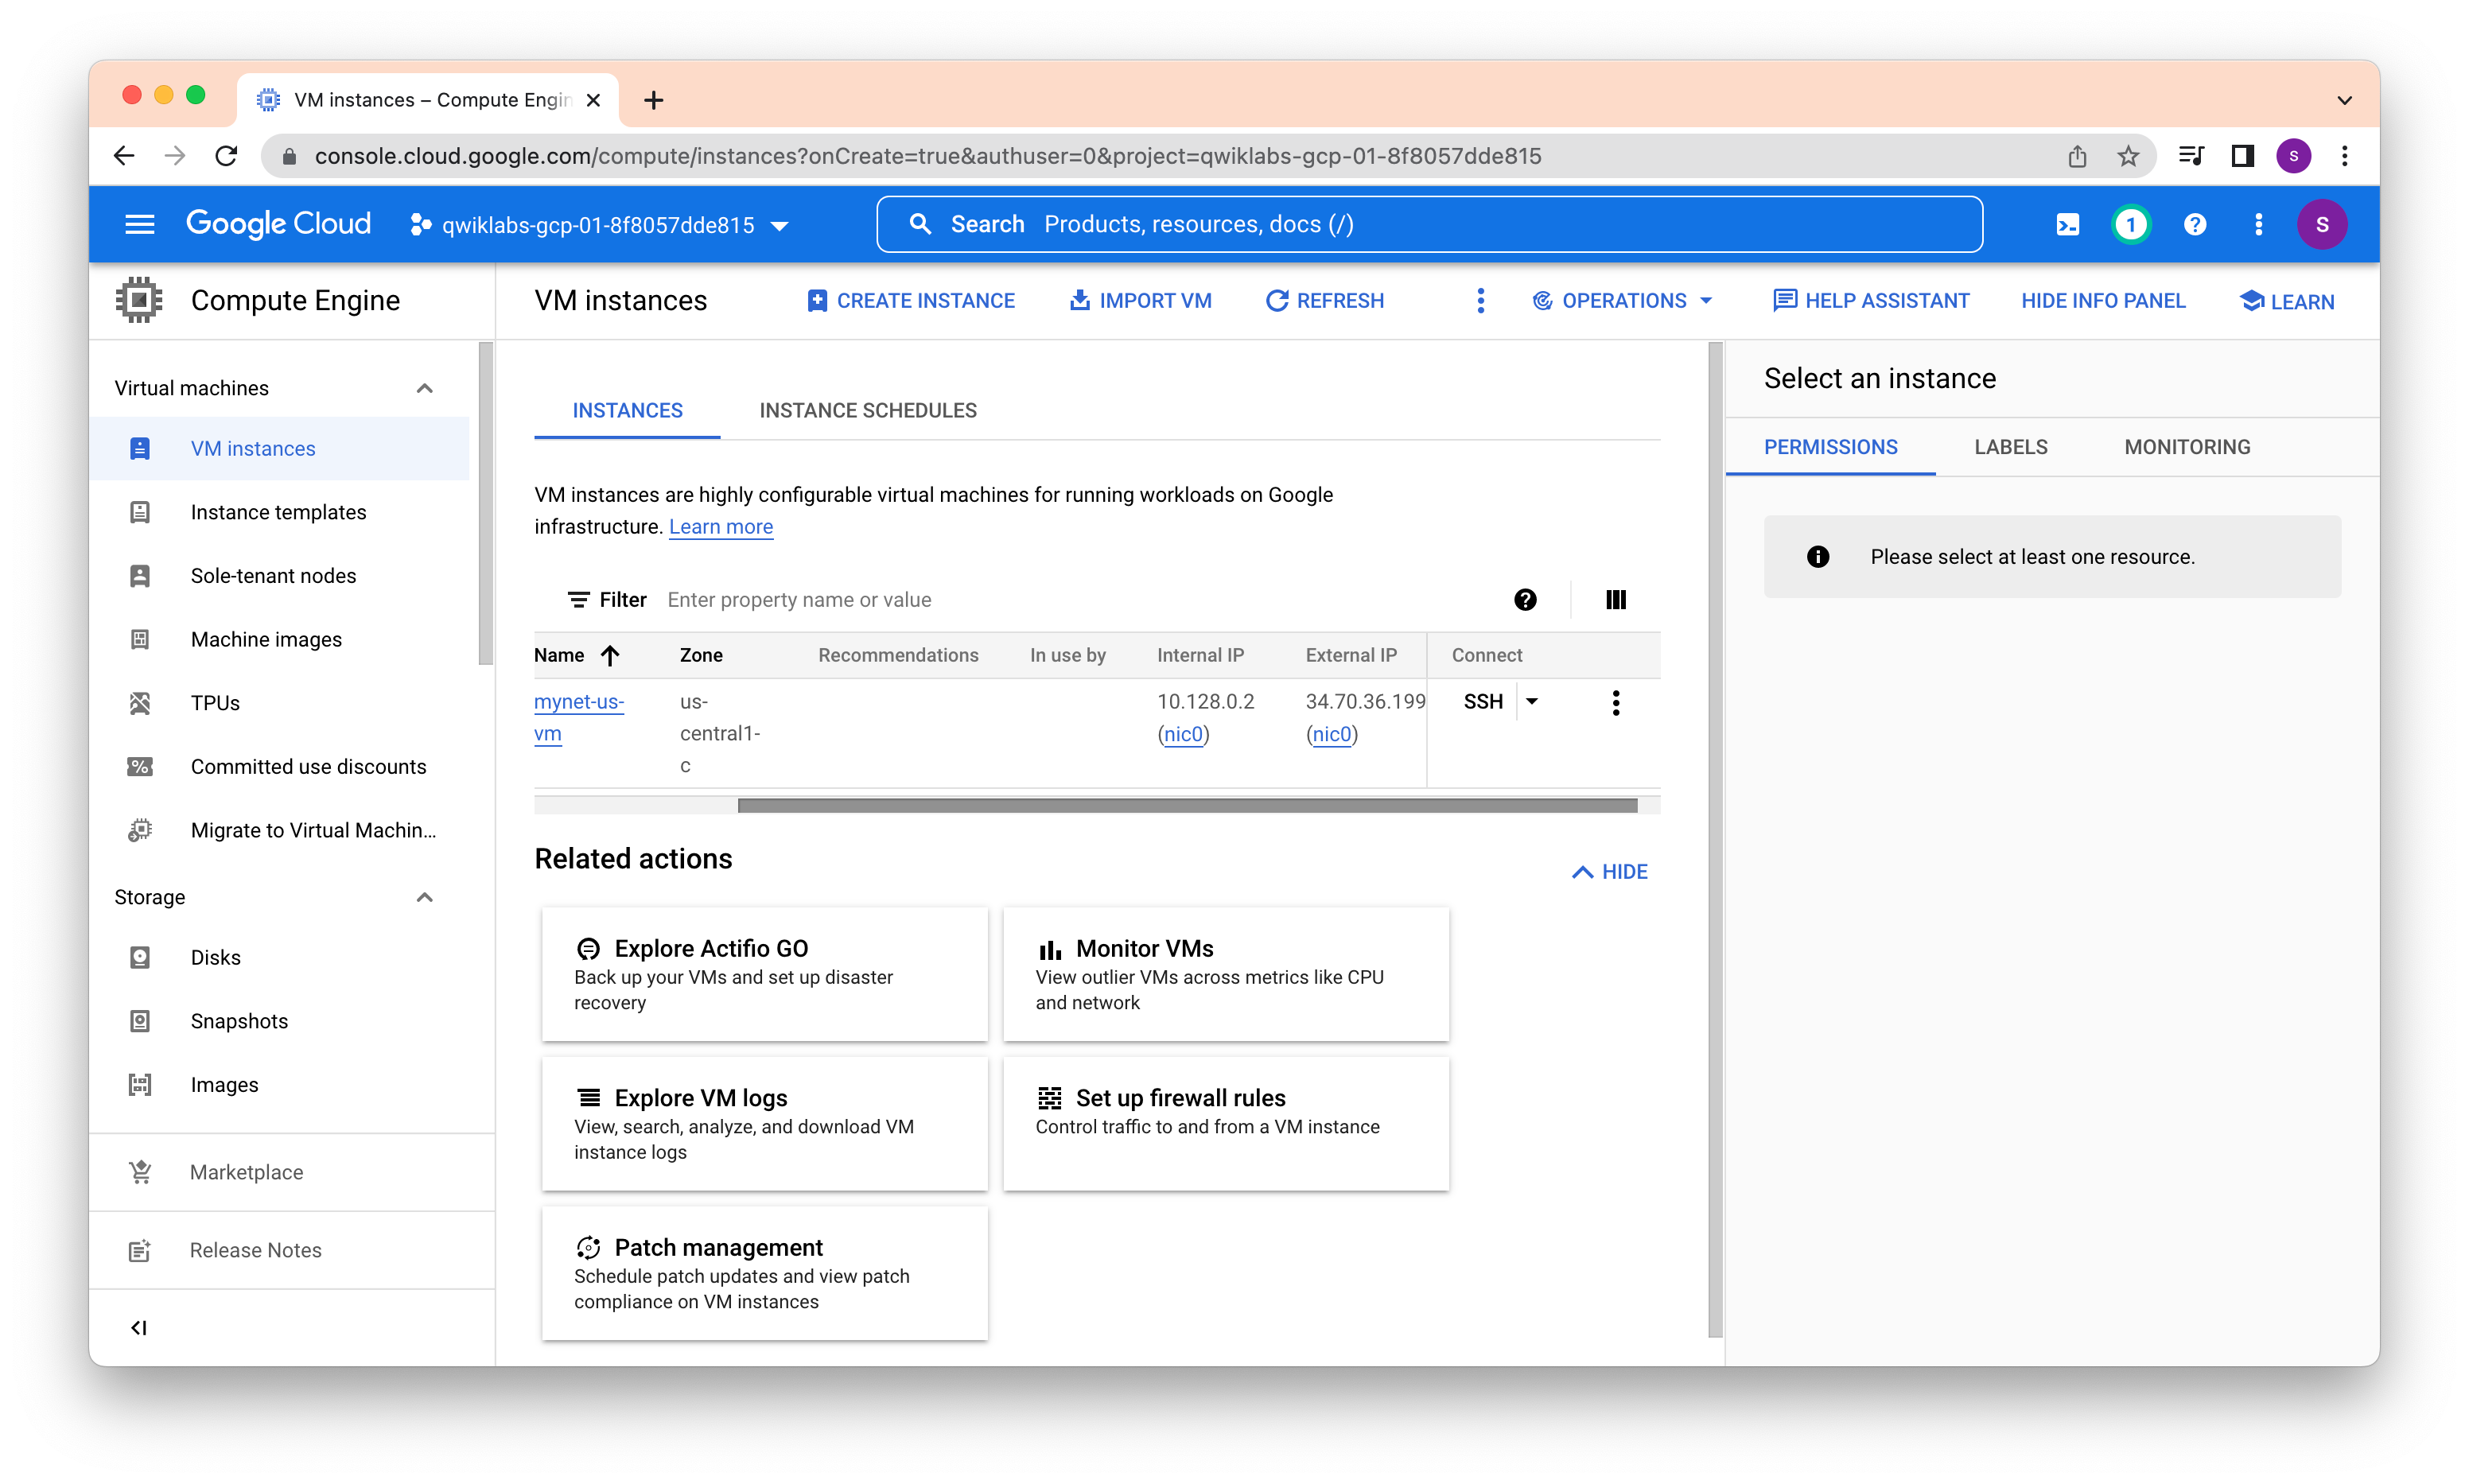 VM instances – Compute Engin
console.cloud.google.com/compute/instances?onCreate=true&authuser=0&project=qwiklabs-gcp-01-8f8057dde815
S
Google Cloud
qwiklabs-gcp-01-8f8057dde815
Search Products, resources, docs (/)
1
S
Compute Engine
VM instances
CREATE INSTANCE
IMPORT VM
REFRESH
OPERATIONS
HELP ASSISTANT
HIDE INFO PANEL
LEARN
Virtual machines
VM instances
Instance templates
Sole-tenant nodes
Machine images
TPUs
Committed use discounts
Migrate to Virtual Machin...
Storage
Disks
Snapshots
Images
Marketplace
Release Notes
INSTANCES
INSTANCE SCHEDULES
VM instances are highly configurable virtual machines for running workloads on Google
infrastructure. Learn more
Filter Enter property name or value
Name Zone Recommendations In use by Internal IP External IP Connect
mynet-us- us- 10.128.0.2 34.70.36.199 SSH
vm central1- (nic0) (nic0)
c
Related actions
HIDE
Explore Actifio GO
Back up your VMs and set up disaster
recovery
Monitor VMs
View outlier VMs across metrics like CPU
and network
Explore VM logs
View, search, analyze, and download VM
instance logs
Set up firewall rules
Control traffic to and from a VM instance
Patch management
Schedule patch updates and view patch
compliance on VM instances
Select an instance
PERMISSIONS
LABELS
MONITORING
Please select at least one resource.